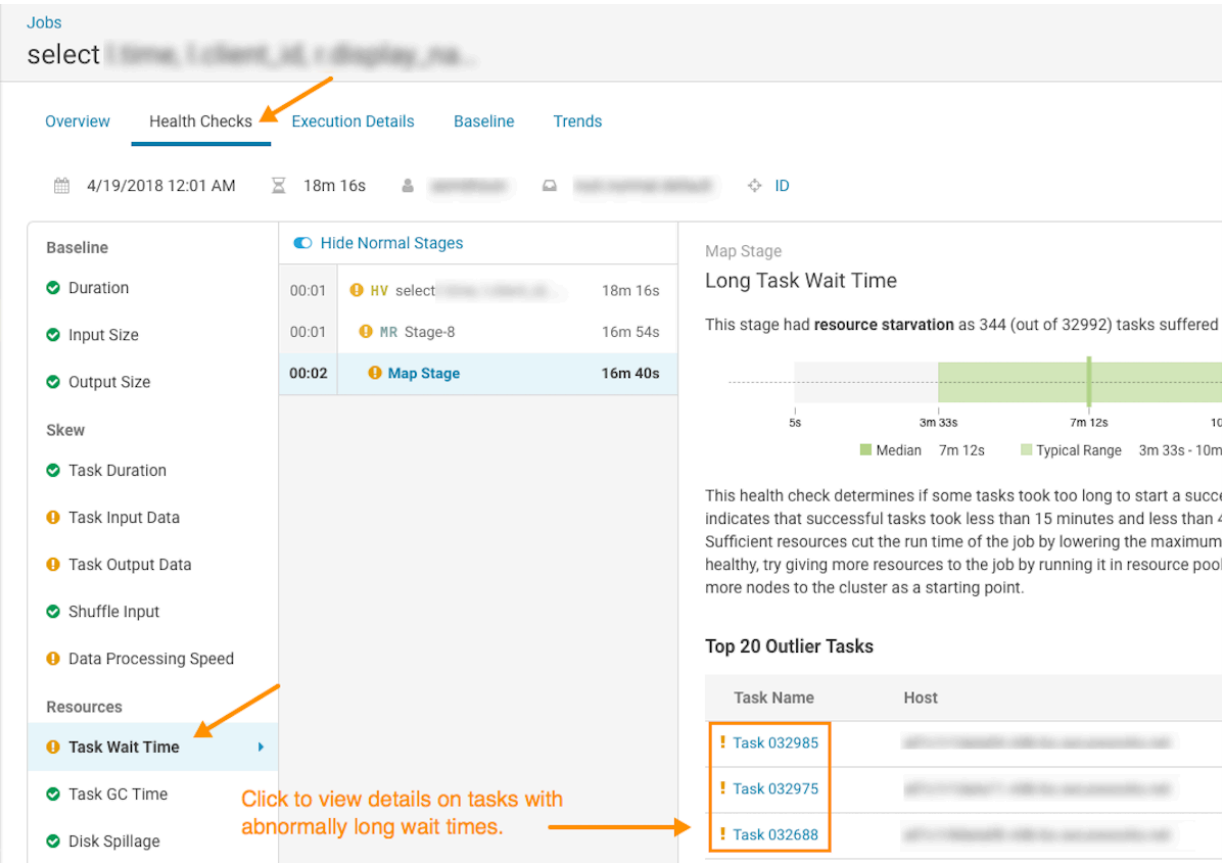 Jobs
select
Overview Health Checks Execution Details Baseline Trends
4/19/2018 12:01 AM 18m 16s ID
Baseline
Duration
Input Size
Output Size
Skew
Task Duration
Task Input Data
Task Output Data
Shuffle Input
Data Processing Speed
Resources
Task Wait Time
Task GC Time
Disk Spillage
Hide Normal Stages
00:01 HV select 18m 16s
00:01 MR Stage-8 16m 54s
00:02 Map Stage 16m 40s
Map Stage
Long Task Wait Time
This stage had resource starvation as 344 (out of 32992) tasks suffered
5s 3m 33s 7m 12s 10
Median 7m 12s Typical Range 3m 33s - 10m
This health check determines if some tasks took too long to start a succe
indicates that successful tasks took less than 15 minutes and less than 4
Sufficient resources cut the run time of the job by lowering the maximum
healthy, try giving more resources to the job by running it in resource pool
more nodes to the cluster as a starting point.
Top 20 Outlier Tasks
Task Name Host
! Task 032985
! Task 032975
! Task 032688
Click to view details on tasks with
abnormally long wait times.